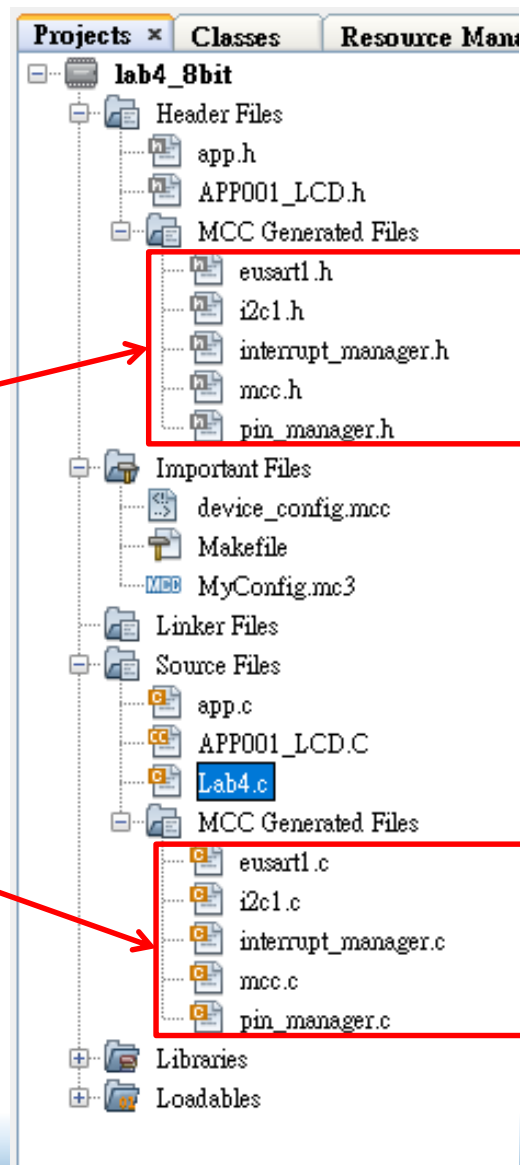 Projects × Classes Resource Mana
lab4_8bit
Header Files
app.h
APP001_LCD.h
MCC Generated Files
eusart1.h
i2c1.h
interrupt_manager.h
mcc.h
pin_manager.h
Important Files
device_config.mcc
Makefile
MCC MyConfig.mc3
Linker Files
Source Files
app.c
APP001_LCD.C
Lab4.c
MCC Generated Files
eusart1.c
i2c1.c
interrupt_manager.c
mcc.c
pin_manager.c
Libraries
Loadables